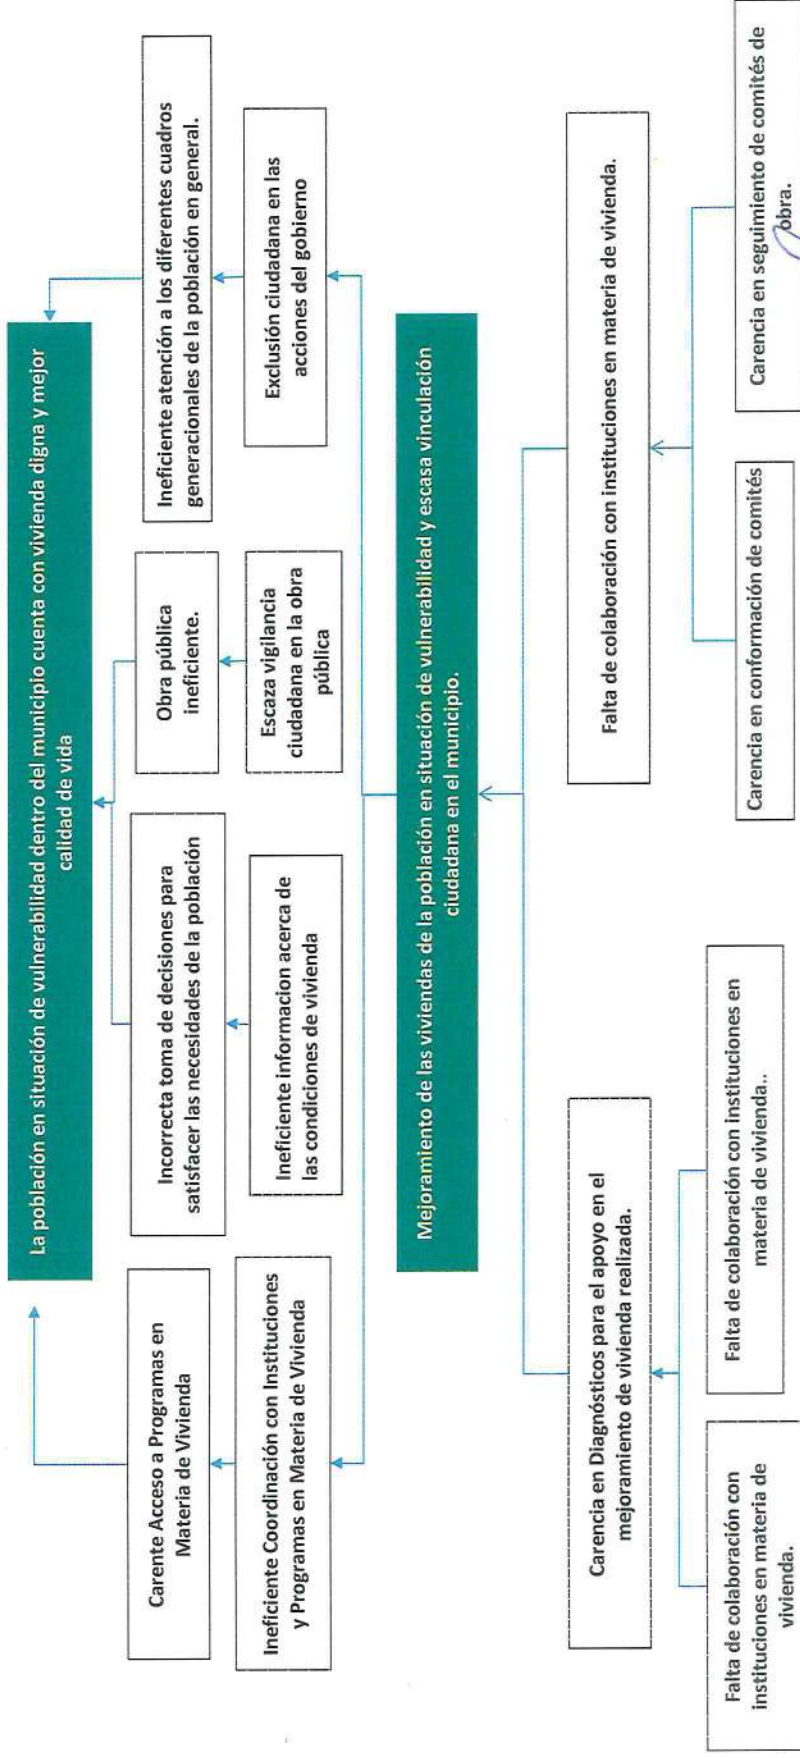 La población en situación de vulnerabilidad dentro del municipio cuenta con vivienda digna y mejor
calidad de vida
Carente Acceso a Programas en
Materia de Vivienda
Incorrecta toma de decisiones para
satisfacer las necesidades de la población
Obra pública
ineficiente.
Ineficiente atención a los diferentes cuadros
generacionales de la población en general.
Ineficiente Coordinación con Instituciones
y Programas en Materia de Vivienda
Ineficiente informacion acerca de
las condiciones de vivienda
Escaza vigilancia
ciudadana en la obra
pública
Exclusión ciudadana en las
acciones del gobierno
Mejoramiento de las viviendas de la población en situación de vulnerabilidad y escasa vinculación
ciudadana en el municipio.
Carencia en Diagnósticos para el apoyo en el
mejoramiento de vivienda realizada.
Falta de colaboración con instituciones en materia de vivienda.
Falta de colaboración con
instituciones en materia de
vivienda.
Falta de colaboración con instituciones en
materia de vivienda..
Carencia en conformación de comités
Carencia en seguimiento de comités de
obra.